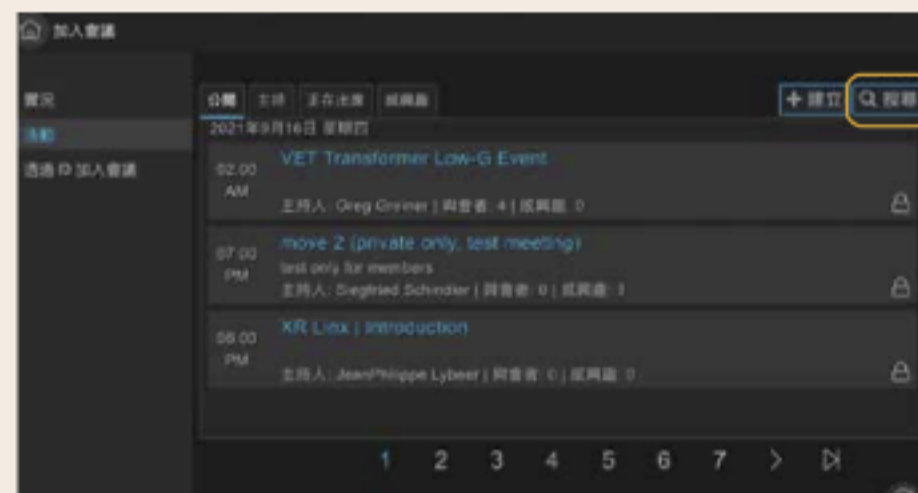 加入會議
實況
活動
透過 ID 加入會議
公開 主持 正在出席 感興趣
+ 建立 搜尋
2021年9月16日 星期四
02:00 AM
VET Transformer Low-G Event
主持人: Greg Greiner | 與會者: 4 | 感興趣: 0
07:00 PM
move 2 (private only, test meeting)
test only for members
主持人: Siegfried Schindler | 與會者: 0 | 感興趣: 1
08:00 PM
XR Linx | Introduction
主持人: JeanPhilippe Lybeer | 與會者: 0 | 感興趣: 0
1 2 3 4 5 6 7